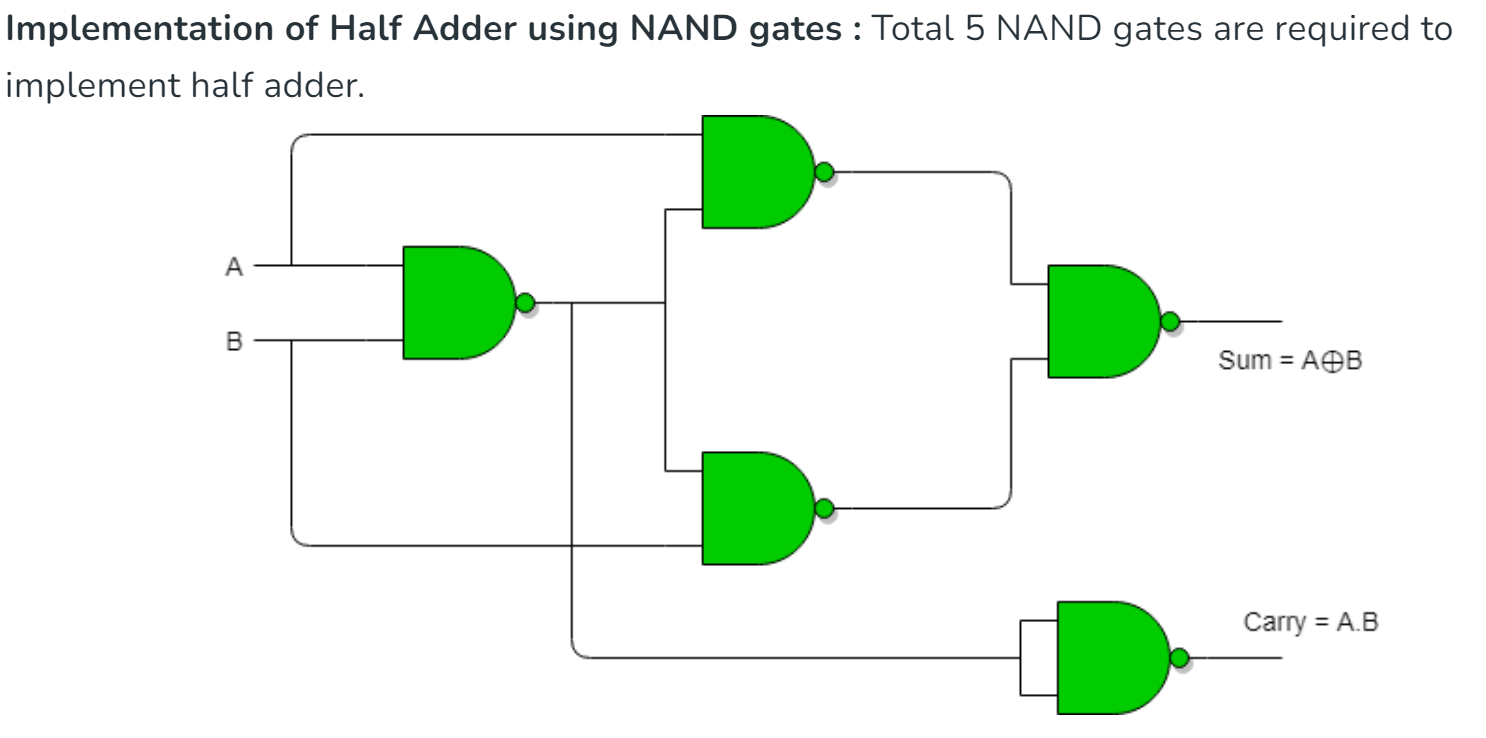 Implementation of Half Adder using NAND gates : Total 5 NAND gates are required to
implement half adder.
A
B
Sum = A⊕B
Carry = A.B